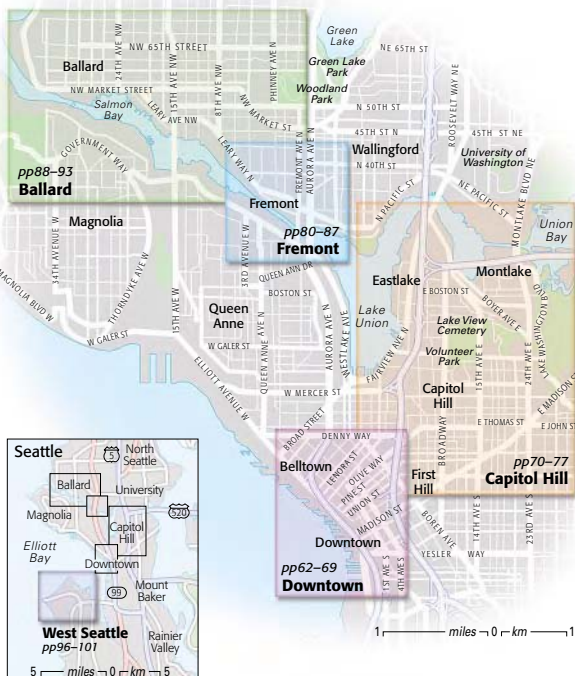 Green
Lake
Green Lake
Park
Woodland
Park
NE 65TH ST
NW 65TH STREET
Ballard
24TH AVE NW
15TH AVE NW
8TH AVE NW
PHINNEY AVE N
NW MARKET STREET
NW MARKET ST
Salmon
Bay
LEARY AVE NW
LEARY WAY N
GOVERNMENT WAY
pp88–93
Ballard
N 50TH ST
45TH ST N
45TH ST NE
ROOSEVELT WAY NE
Wallingford
N 40TH ST
University of
Washington
FREMONT AVE N
AURORA AVE N
Fremont
pp80–87
Fremont
N PACIFIC ST
NE PACIFIC ST
MONTLAKE BLVD NE
Union
Bay
Magnolia
34TH AVENUE W
THORNDYKE AVE W
MAGNOLIA BLVD W
W GALER ST
15TH AVE W
3RD AVENUE W
QUEEN ANN DR
BOSTON ST
Queen
Anne
W GALER ST
QUEEN ANNE AVE N
AURORA AVE N
WESTLAKE AVE
Lake
Union
FAIRVIEW AVE N
Eastlake
Montlake
E BOSTON ST
BOYER AVE E
LAKE WASHINGTON BLVD
Lake View
Cemetery
Volunteer
Park
15TH AVE E
24TH AVE E
Capitol
Hill
E MADISON ST
E THOMAS ST
E JOHN ST
BROADWAY
pp70–77
Capitol Hill
ELLIOTT AVENUE W
W MERCER ST
BROAD STREET
DENNY WAY
Belltown
LENORA ST
OLIVE WAY
PINE ST
UNION ST
MADISON ST
First
Hill
BOREN AVE
14TH AVE S
23RD AVE S
YESLER WAY
Downtown
1ST AVE S
4TH AVE S
pp62–69
Downtown
1 miles 0 km 1
Seattle
5
North
Seattle
Ballard
University
520
Magnolia
Capitol
Hill
Elliott
Bay
Downtown
99
Mount
Baker
West Seattle
pp96–101
Rainier
Valley
5 miles 0 km 5